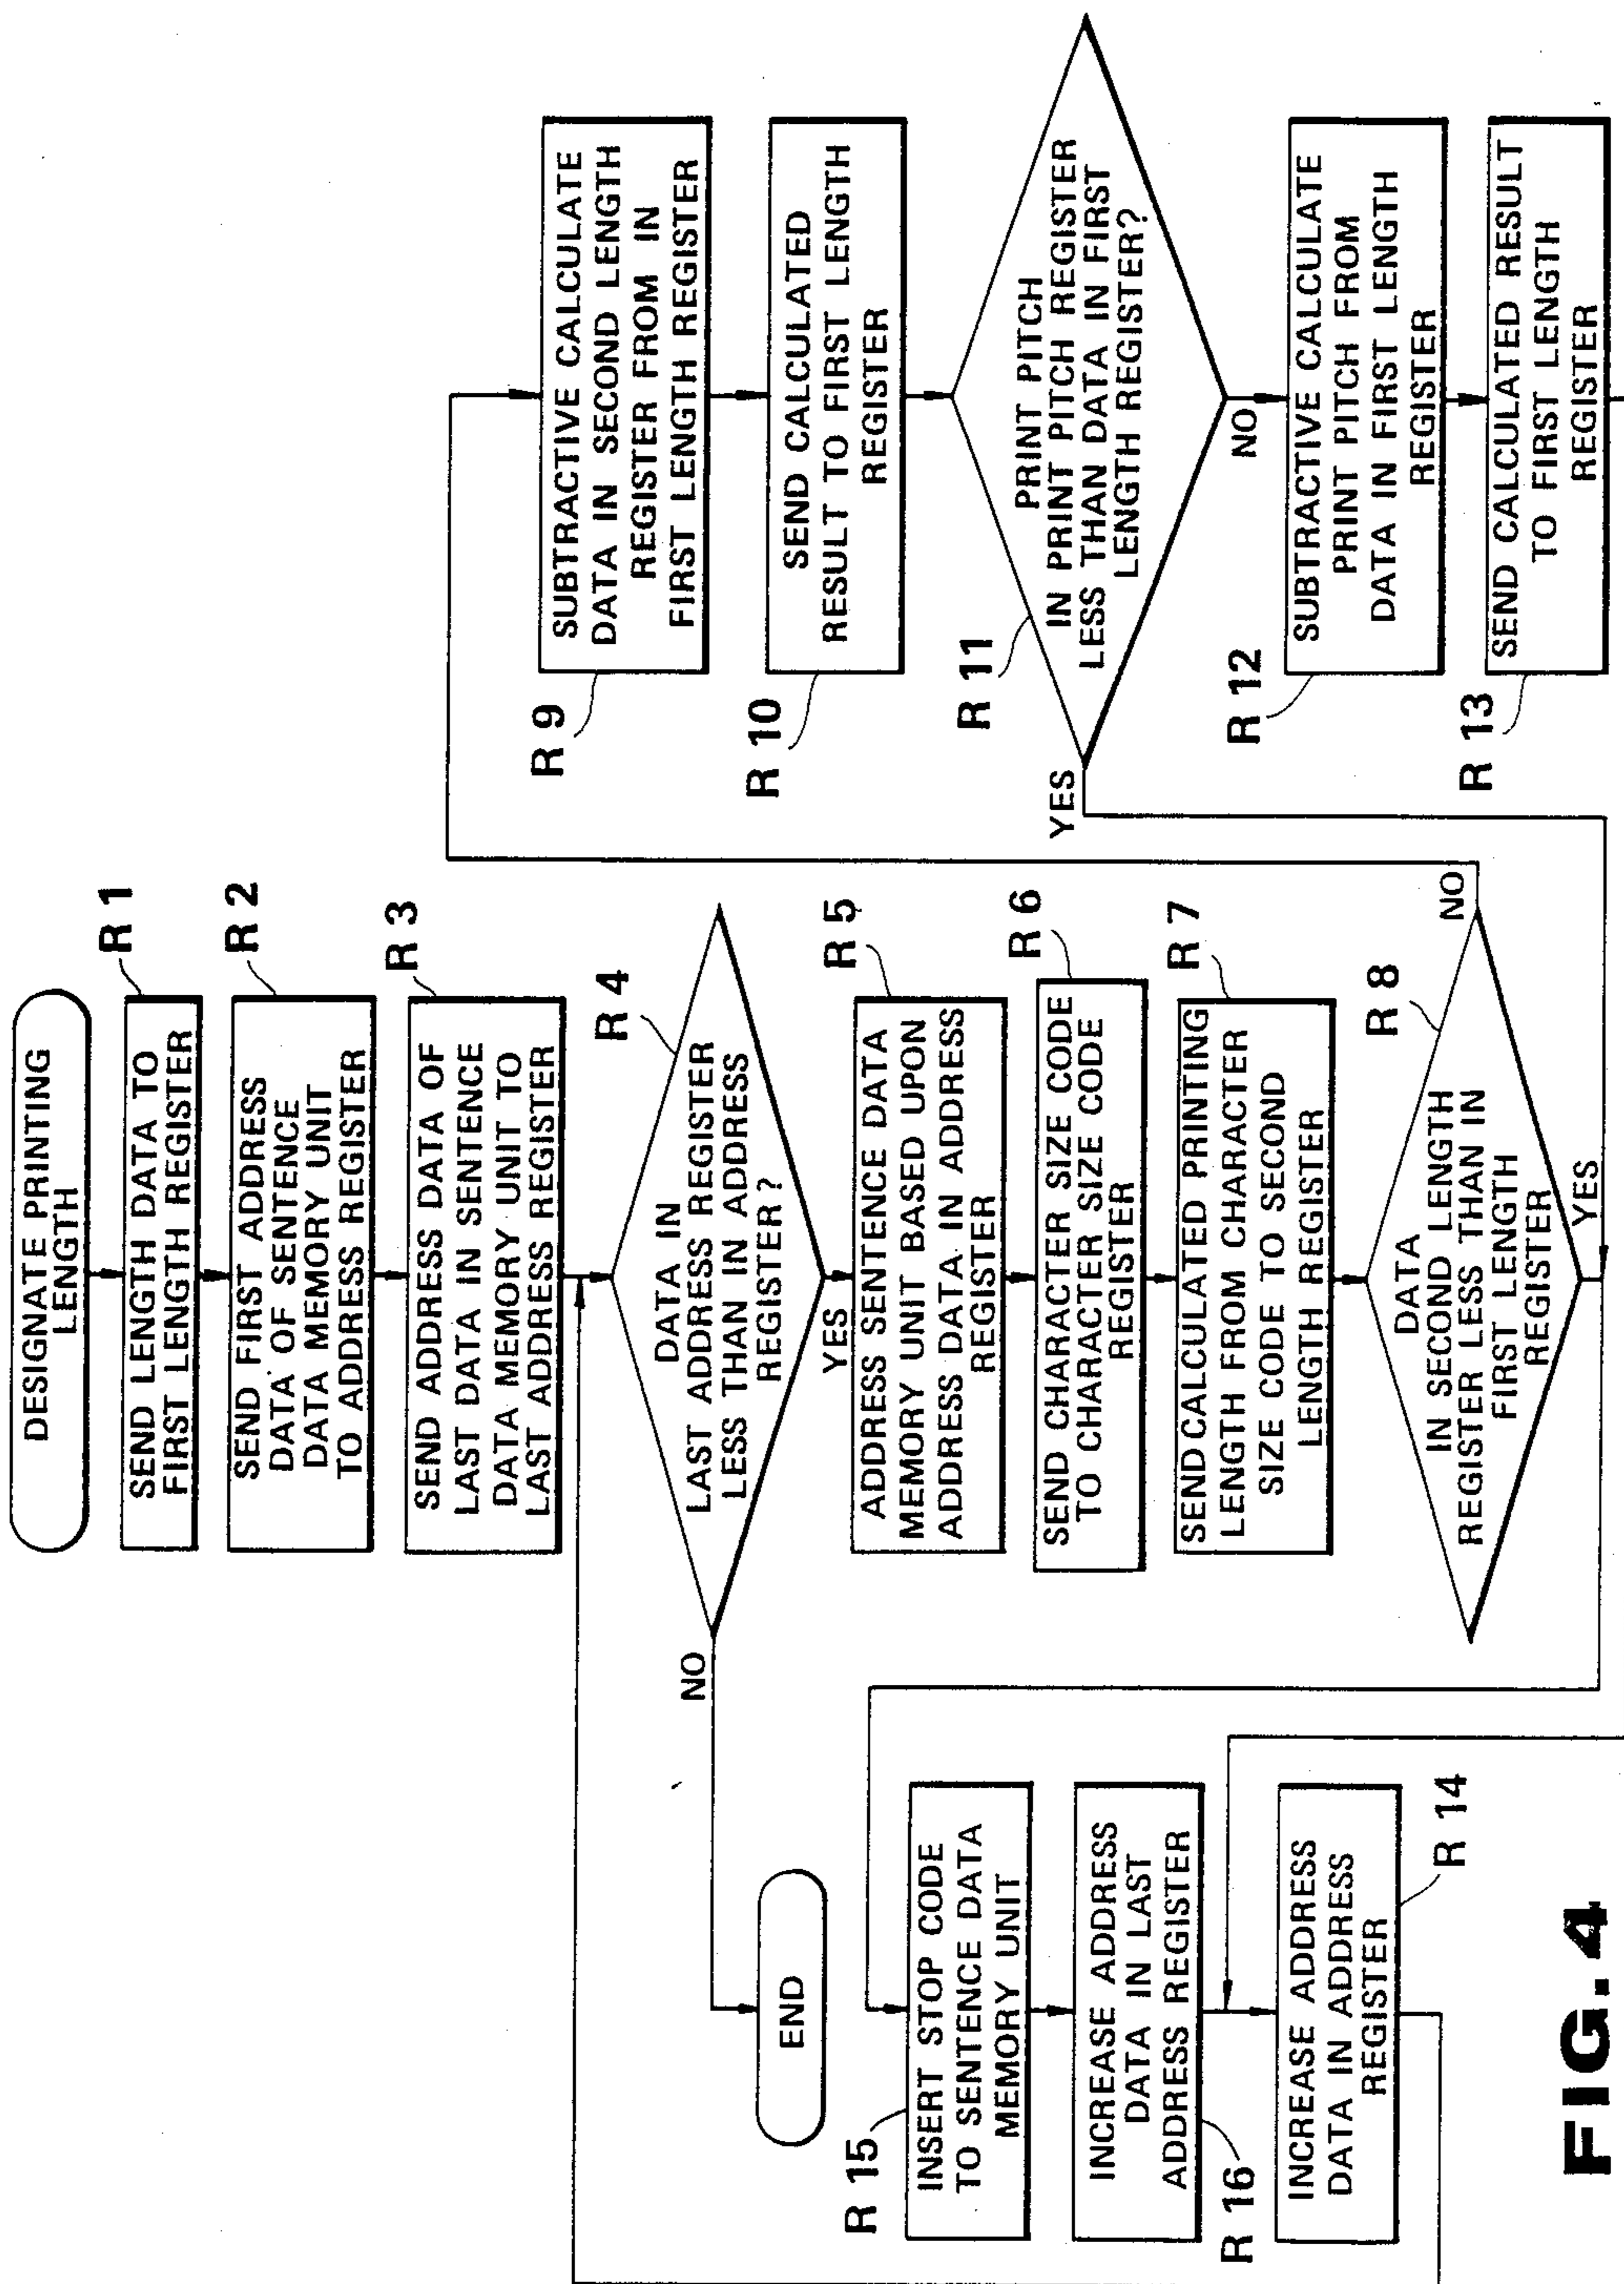 DESIGNATE PRINTING
LENGTH
R 1
SEND LENGTH DATA TO
FIRST LENGTH REGISTER
R 2
SEND FIRST ADDRESS
DATA OF SENTENCE
DATA MEMORY UNIT
TO ADDRESS REGISTER
R 3
SEND ADDRESS DATA OF
LAST DATA IN SENTENCE
DATA MEMORY UNIT TO
LAST ADDRESS REGISTER
R 4
DATA IN
LAST ADDRESS REGISTER
LESS THAN IN ADDRESS
REGISTER?
NO
YES
END
R 5
ADDRESS SENTENCE DATA
MEMORY UNIT BASED UPON
ADDRESS DATA IN ADDRESS
REGISTER
R 6
SEND CHARACTER SIZE CODE
TO CHARACTER SIZE CODE
REGISTER
R 7
SEND CALCULATED PRINTING
LENGTH FROM CHARACTER
SIZE CODE TO SECOND
LENGTH REGISTER
R 8
DATA
IN SECOND LENGTH
REGISTER LESS THAN IN
FIRST LENGTH
REGISTER
NO
YES
R 9
SUBTRACTIVE CALCULATE
DATA IN SECOND LENGTH
REGISTER FROM IN
FIRST LENGTH REGISTER
R 10
SEND CALCULATED
RESULT TO FIRST LENGTH
REGISTER
R 11
PRINT PITCH
IN PRINT PITCH REGISTER
LESS THAN DATA IN FIRST
LENGTH REGISTER?
YES
NO
R 12
SUBTRACTIVE CALCULATE
PRINT PITCH FROM
DATA IN FIRST LENGTH
REGISTER
R 13
SEND CALCULATED RESULT
TO FIRST LENGTH
REGISTER
R 15
INSERT STOP CODE
TO SENTENCE DATA
MEMORY UNIT
R 16
INCREASE ADDRESS
DATA IN LAST
ADDRESS REGISTER
R 14
INCREASE ADDRESS
DATA IN ADDRESS
REGISTER
FIG.4